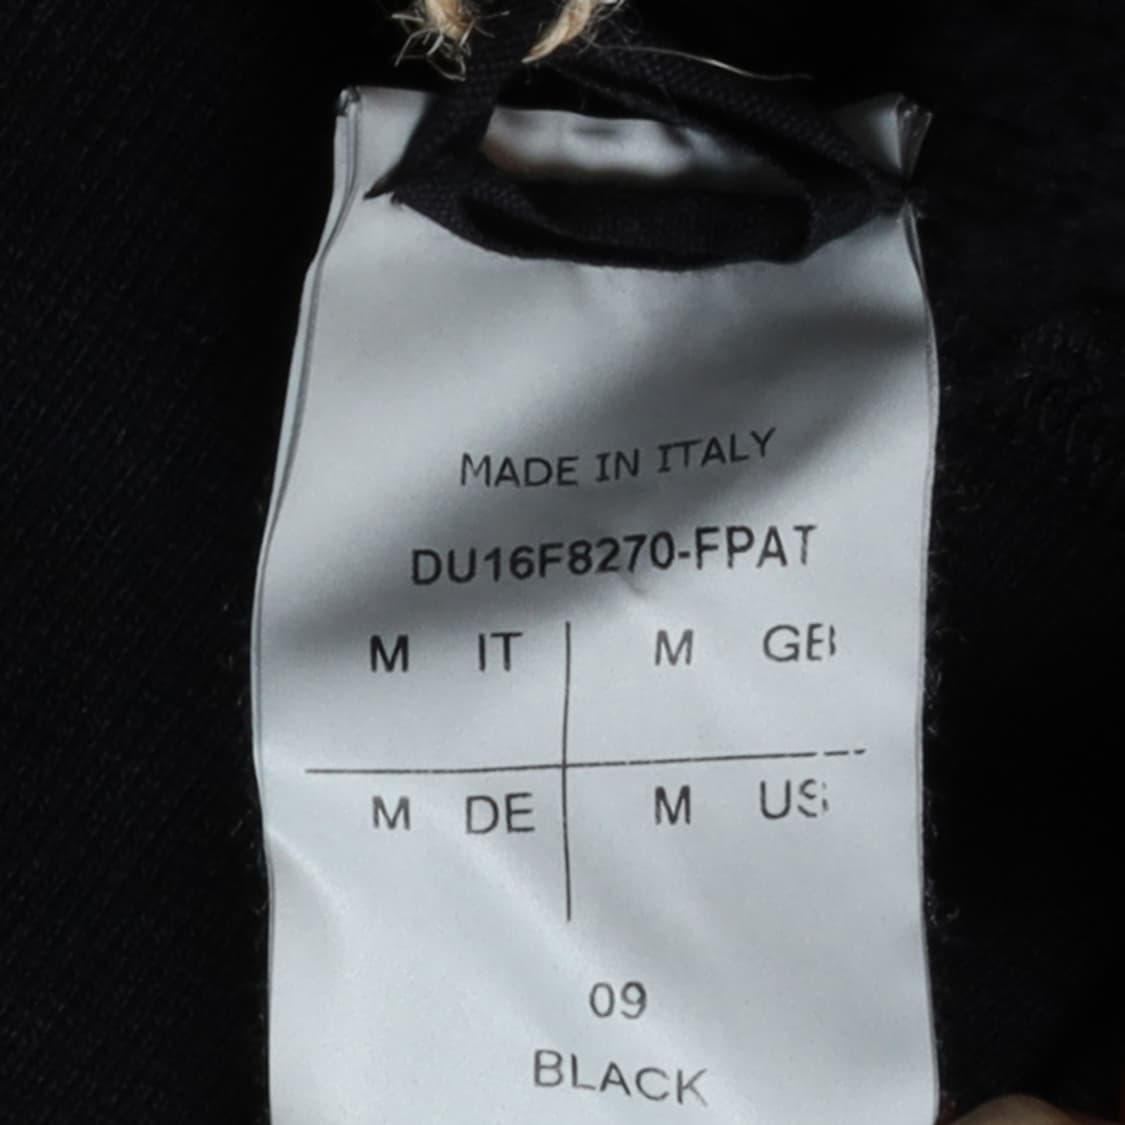 MADE IN ITALY
DU16F8270-FPAT
M IT M GB
M DE M US
09
BLACK